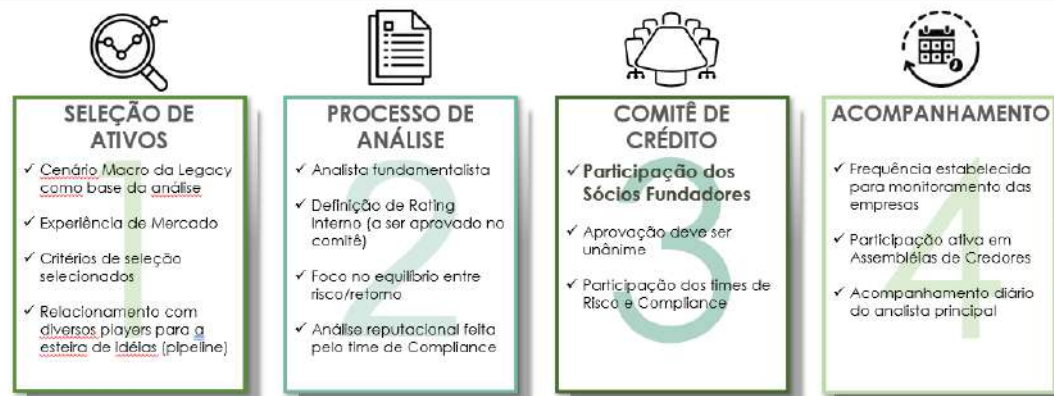 SELEÇÃO DE
ATIVOS
1
✓ Cenário Macro da Legacy
como base da análise
✓ Experiência de Mercado
✓ Critérios de seleção
selecionados
✓ Relacionamento com
diversos players para a
esteira de idéias (pipeline)
PROCESSO DE
ANÁLISE
2
✓ Analista fundamentalista
✓ Definição de Rating
Interno (a ser aprovado no
comitê)
✓ Foco no equilíbrio entre
risco/retorno
✓ Análise reputacional feita
pelo time de Compliance
COMITÊ DE
CRÉDITO
3
✓ Participação dos
Sócios Fundadores
✓ Aprovação deve ser
unânime
✓ Participação dos times de
Risco e Compliance
ACOMPANHAMENTO
4
✓ Frequência estabelecida
para monitoramento das
empresas
✓ Participação ativa em
Assembléias de Credores
✓ Acompanhamento diário
do analista principal